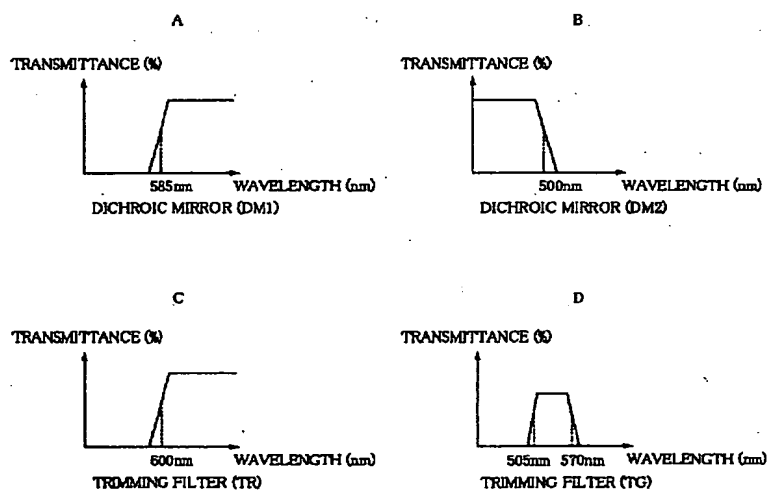 A
TRANSMITTANCE (%)
585nm WAVELENGTH (nm)
DICHROIC MIRROR (DM1)
B
TRANSMITTANCE (%)
500nm WAVELENGTH (nm)
DICHROIC MIRROR (DM2)
C
TRANSMITTANCE (%)
600nm WAVELENGTH (nm)
TRIMMING FILTER (TR)
D
TRANSMITTANCE (%)
505nm 570nm WAVELENGTH (nm)
TRIMMING FILTER (TG)